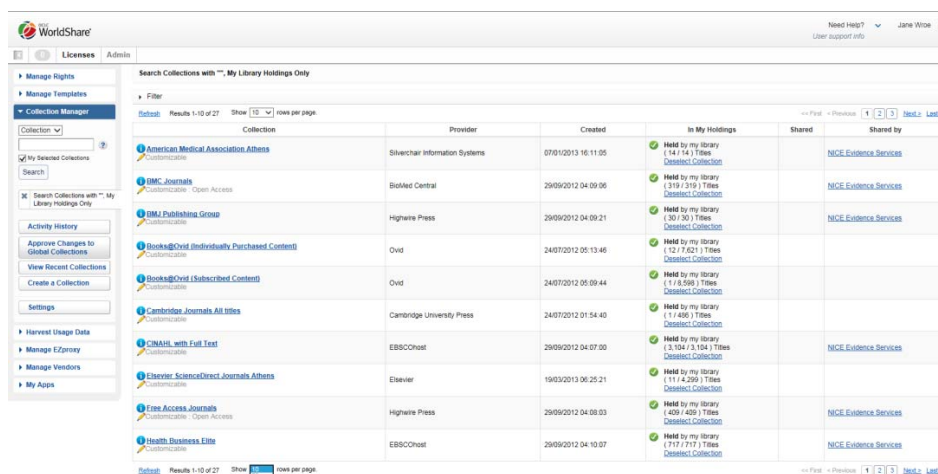 OCLC
WorldShare®
Need Help?
Jane Wroe
User support info
Licenses Admin
Manage Rights
Manage Templates
Collection Manager
Collection
My Selected Collections
Search
Search Collections with "", My
Library Holdings Only
Activity History
Approve Changes to
Global Collections
View Recent Collections
Create a Collection
Settings
Harvest Usage Data
Manage EZproxy
Manage Vendors
My Apps
Search Collections with "", My Library Holdings Only
Filter
Refresh Results 1-10 of 27 Show 10 rows per page. << First < Previous 1 2 3 Next > Last
Collection Provider Created In My Holdings Shared Shared by
American Medical Association Athens
Customizable
Silverchair Information Systems 07/01/2013 16:11:05
Held by my library
( 14 / 14 ) Titles
Deselect Collection
NICE Evidence Services
BMC Journals
Customizable Open Access
BioMed Central 29/09/2012 04:09:06
Held by my library
( 319 / 319 ) Titles
Deselect Collection
NICE Evidence Services
BMJ Publishing Group
Customizable
Highwire Press 29/09/2012 04:09:21
Held by my library
( 30 / 30 ) Titles
Deselect Collection
NICE Evidence Services
Books@Ovid (Individually Purchased Content)
Customizable
Ovid 24/07/2012 05:13:46
Held by my library
( 12 / 7,621 ) Titles
Deselect Collection
Books@Ovid (Subscribed Content)
Customizable
Ovid 24/07/2012 05:09:44
Held by my library
( 1 / 8,598 ) Titles
Deselect Collection
Cambridge Journals All titles
Customizable
Cambridge University Press 24/07/2012 01:54:40
Held by my library
( 1 / 486 ) Titles
Deselect Collection
CINAHL with Full Text
Customizable
EBSCOhost 29/09/2012 04:07:00
Held by my library
( 3,104 / 3,104 ) Titles
Deselect Collection
NICE Evidence Services
Elsevier ScienceDirect Journals Athens
Customizable
Elsevier 19/03/2013 06:25:21
Held by my library
( 11 / 4,299 ) Titles
Deselect Collection
Free Access Journals
Customizable Open Access
Highwire Press 29/09/2012 04:08:03
Held by my library
( 409 / 409 ) Titles
Deselect Collection
NICE Evidence Services
Health Business Elite
Customizable
EBSCOhost 29/09/2012 04:10:07
Held by my library
( 717 / 717 ) Titles
Deselect Collection
NICE Evidence Services
Refresh Results 1-10 of 27 Show 10 rows per page. << First < Previous 1 2 3 Next > Last